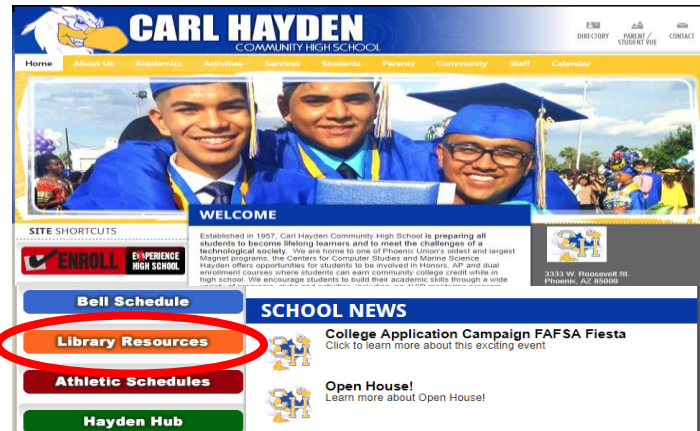 CARL HAYDEN
COMMUNITY HIGH SCHOOL
DIRECTORY
PARENT /
STUDENT VUE
CONTACT
Home About Us Academics Activities Services Students Parents Community Staff Calendar
SITE SHORTCUTS
ENROLL
EXPERIENCE
HIGH SCHOOL
WELCOME
Established in 1957, Carl Hayden Community High School is preparing all
students to become lifelong learners and to meet the challenges of a
technological society. We are home to one of Phoenix Union's oldest and largest
Magnet programs, the Centers for Computer Studies and Marine Science.
Hayden offers opportunities for students to be involved in Honors, AP and dual
enrollment courses where students can earn community college credit while in
high school. We encourage students to build their academic skills through a wide
CH
3333 W. Roosevelt St.
Phoenix, AZ 85009
Bell Schedule
Library Resources
Athletic Schedules
Hayden Hub
SCHOOL NEWS
College Application Campaign FAFSA Fiesta
Click to learn more about this exciting event
Open House!
Learn more about Open House!